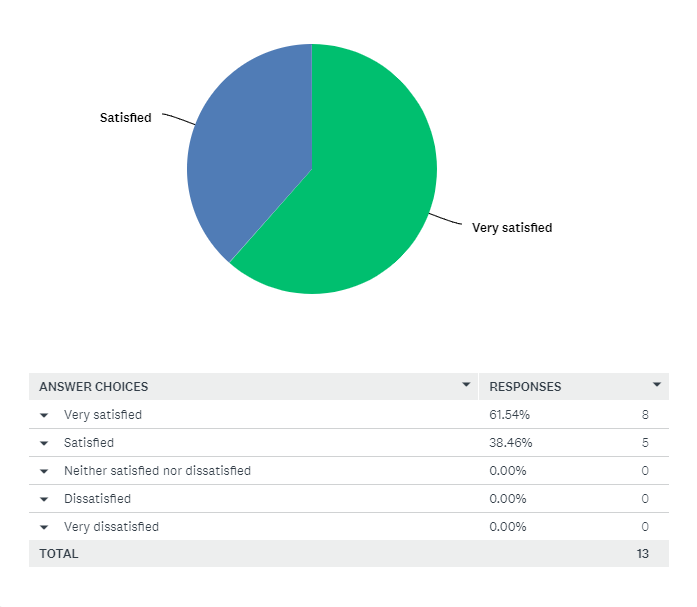 Satisfied
Very satisfied
ANSWER CHOICES RESPONSES
Very satisfied 61.54% 8
Satisfied 38.46% 5
Neither satisfied nor dissatisfied 0.00% 0
Dissatisfied 0.00% 0
Very dissatisfied 0.00% 0
TOTAL 13